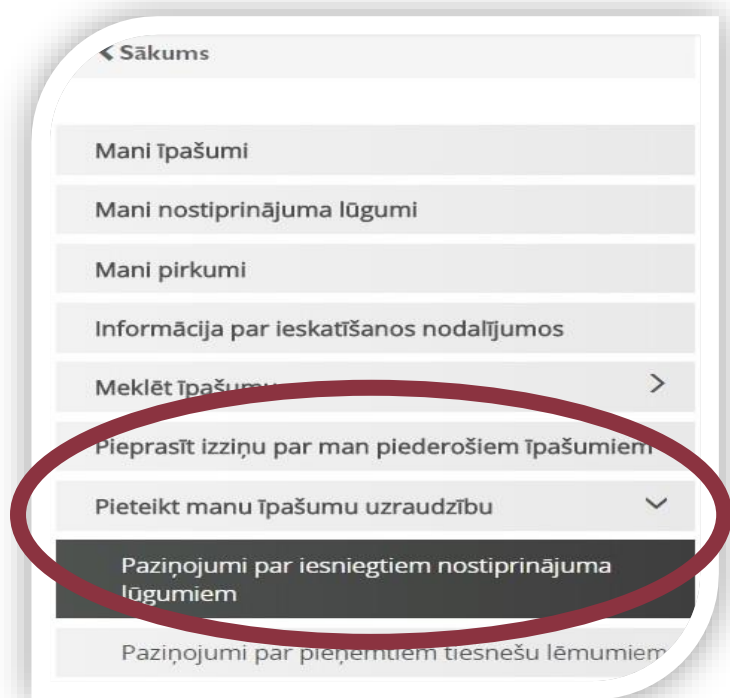 Sākums
Mani īpašumi
Mani nostiprinājuma lūgumi
Mani pirkumi
Informācija par ieskatīšanos nodalījumos
Meklēt īpašumu
Pieprasīt izziņu par man piederošiem īpašumiem
Pieteikt manu īpašumu uzraudzību
Paziņojumi par iesniegtiem nostiprinājuma
lūgumiem
Paziņojumi par pieņemtiem tiesnešu lēmumiem